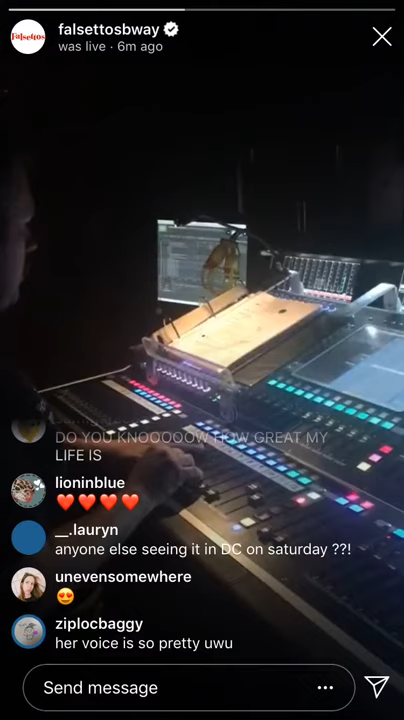 Falsettos
falsettosbway
was live · 6m ago
DO YOU KNOOOOOW HOW GREAT MY
LIFE IS
lioninblue
❤️❤️❤️❤️
__.lauryn
anyone else seeing it in DC on saturday ??!
unevensomewhere
😍
ziplocbaggy
her voice is so pretty uwu
Send message